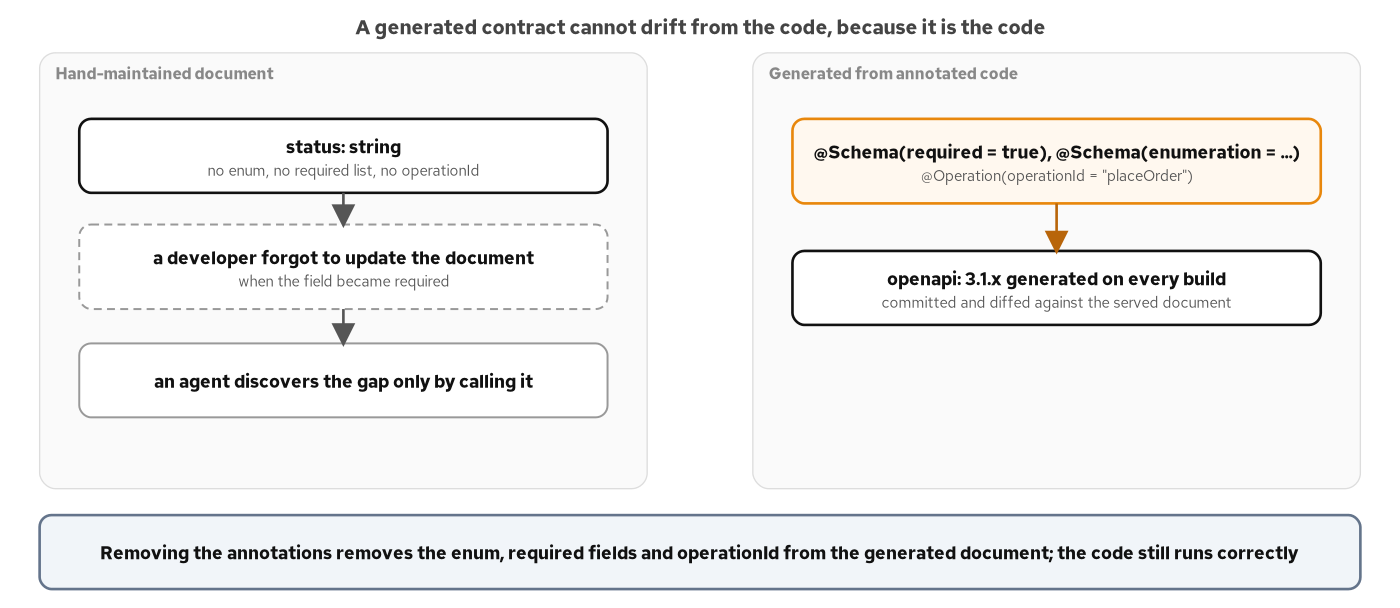 A generated contract cannot drift from the code, because it is the code
Hand-maintained document
status: string
no enum, no required list, no operationId
a developer forgot to update the document
when the field became required
an agent discovers the gap only by calling it
Generated from annotated code
@Schema(required = true), @Schema(enumeration = ...)
@Operation(operationId = "placeOrder")
openapi: 3.1.x generated on every build
committed and diffed against the served document
Removing the annotations removes the enum, required fields and operationId from the generated document; the code still runs correctly